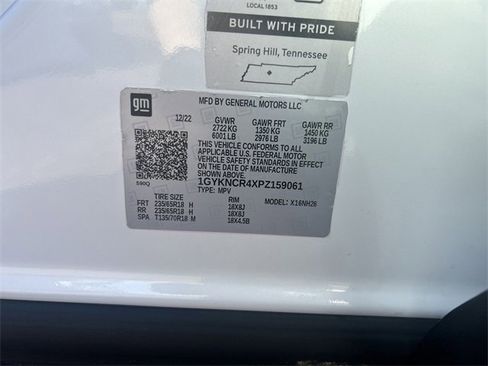 LOCAL 1853
BUILT WITH PRIDE
Spring Hill, Tennessee
gm
MFD BY GENERAL MOTORS LLC
12/22 GVWR GAWR FRT GAWR RR
2722 KG 1350 KG 1450 KG
6001 LB 2976 LB 3196 LB
THIS VEHICLE CONFORMS TO ALL
APPLICABLE U.S. FEDERAL MOTOR
VEHICLE SAFETY STANDARDS IN
EFFECT ON THE DATE OF MANUFACTURE
SHOWN ABOVE.
1GYKNCR4XPZ159061
590Q TYPE: MPV MODEL: X16NH26
TIRE SIZE RIM
FRT 235/65R18 H 18X8J
RR 235/65R18 H 18X8J
SPA T135/70R18 M 18X4.5B